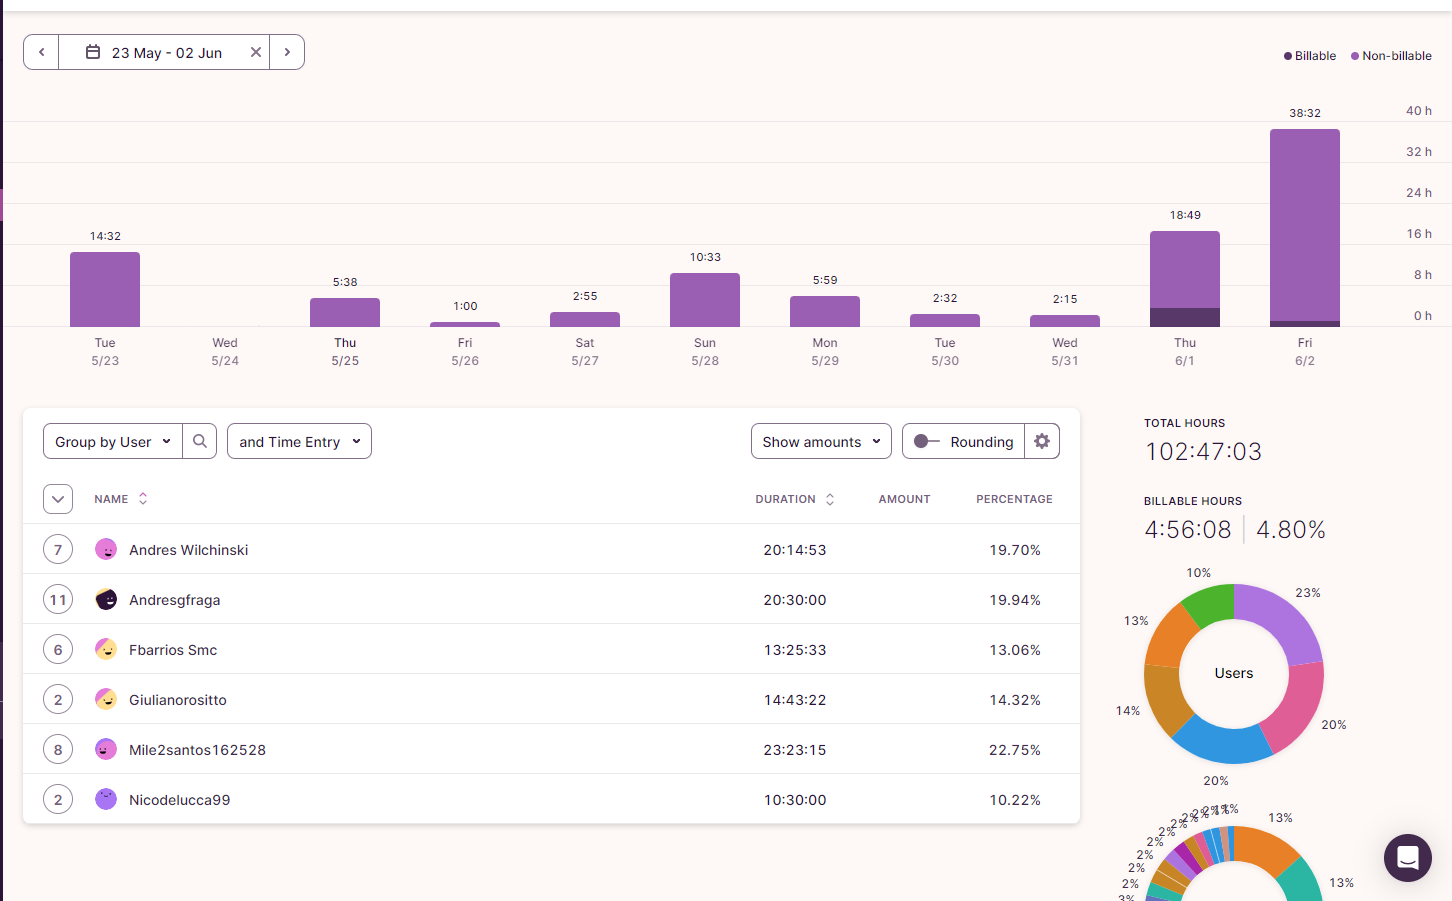 23 May - 02 Jun
Billable Non-billable
40 h
32 h
24 h
16 h
8 h
0 h
14:32
5:38
1:00
2:55
10:33
5:59
2:32
2:15
18:49
38:32
Tue Wed Thu Fri Sat Sun Mon Tue Wed Thu Fri
5/23 5/24 5/25 5/26 5/27 5/28 5/29 5/30 5/31 6/1 6/2
Group by User and Time Entry Show amounts Rounding
NAME DURATION AMOUNT PERCENTAGE
7 Andres Wilchinski 20:14:53 19.70%
11 Andresgfraga 20:30:00 19.94%
6 Fbarrios Smc 13:25:33 13.06%
2 Giulianorositto 14:43:22 14.32%
8 Mile2santos162528 23:23:15 22.75%
2 Nicodelucca99 10:30:00 10.22%
TOTAL HOURS
102:47:03
BILLABLE HOURS
4:56:08 4.80%
10%
23%
13%
Users
14%
20%
20%
2% 2% 2% 1% 13%
2%
2%
2%
2%
2%
2% 13%
3%